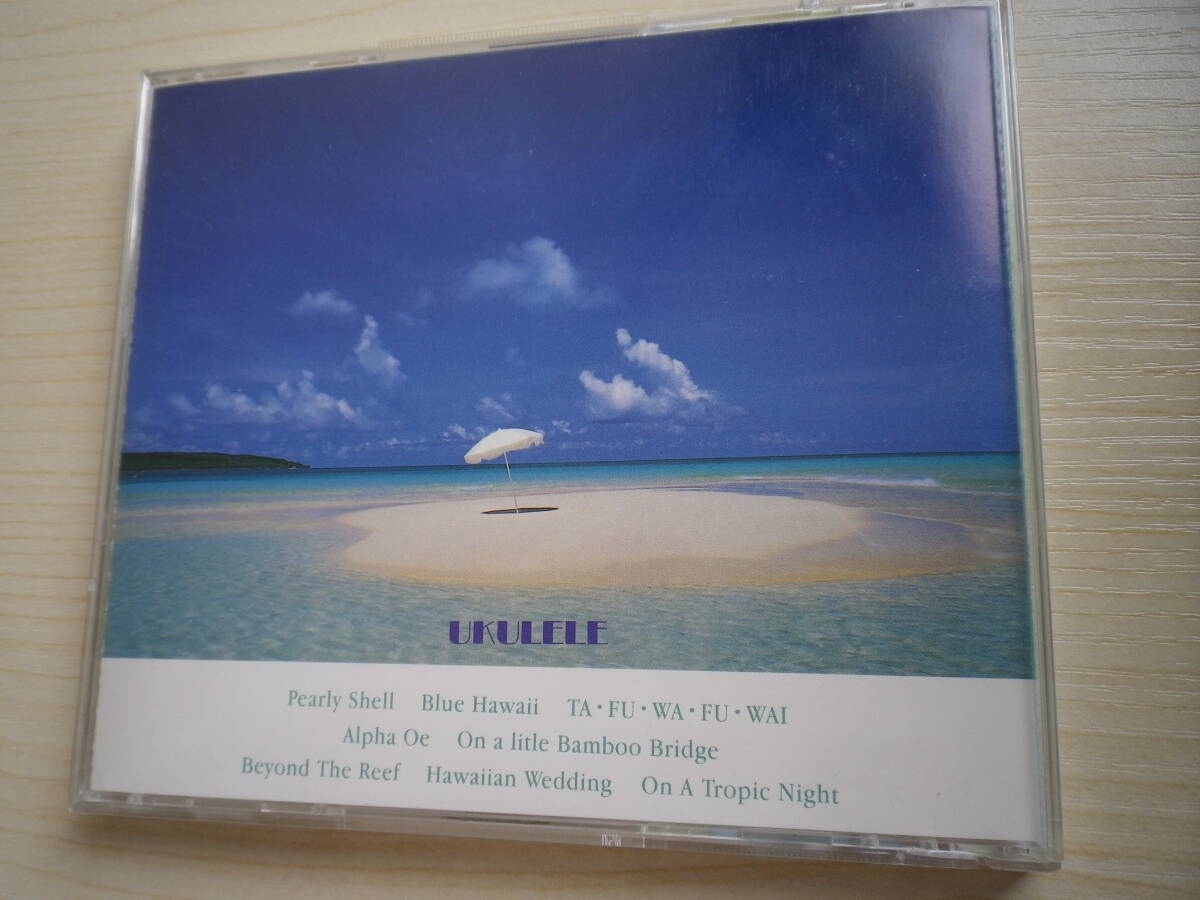 UKULELE
Pearly Shell Blue Hawaii TA・FU・WA・FU・WAI
Alpha Oe On a litle Bamboo Bridge
Beyond The Reef Hawaiian Wedding On A Tropic Night